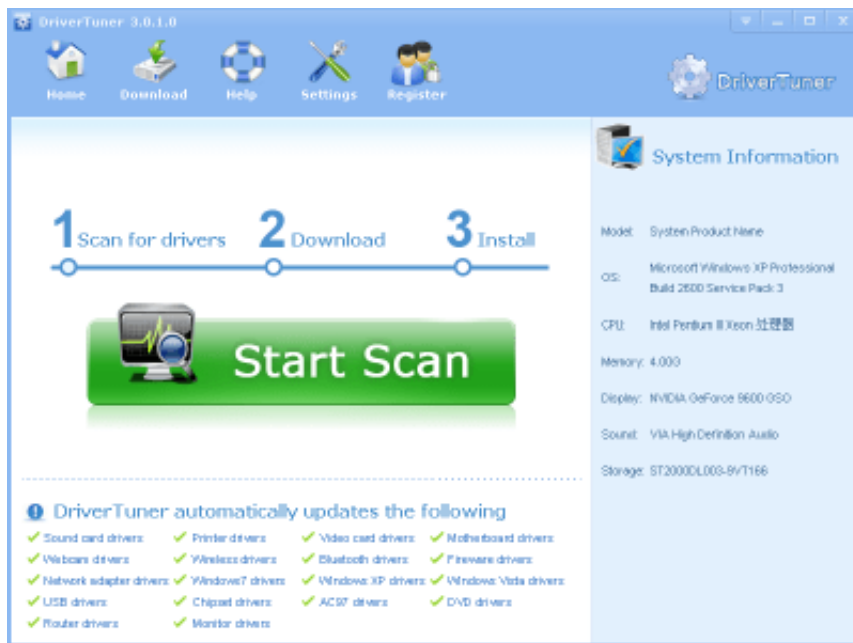 DriverTuner 3.0.1.0
Home Download Help Settings Register
DriverTuner
1 Scan for drivers 2 Download 3 Install
Start Scan
System Information
Model: System Product Name
OS: Microsoft Windows XP Professional
Build 2600 Service Pack 3
CPU: Intel Pentium III Xeon 处理器
Memory: 4.00G
Display: NVIDIA GeForce 9600 GSO
Sound: VIA High Definition Audio
Storage: ST2000DL003-9VT166
DriverTuner automatically updates the following
Sound card drivers Printer drivers Video card drivers Motherboard drivers
Webcam drivers Wireless drivers Bluetooth drivers Fireware drivers
Network adapter drivers Windows7 drivers Windows XP drivers Windows Vista drivers
USB drivers Chipset drivers AC97 drivers DVD drivers
Router drivers Monitor drivers